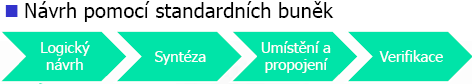 Návrh pomocí standardních buněk
Logický
návrh
Syntéza
Umístění a
propojení
Verifikace